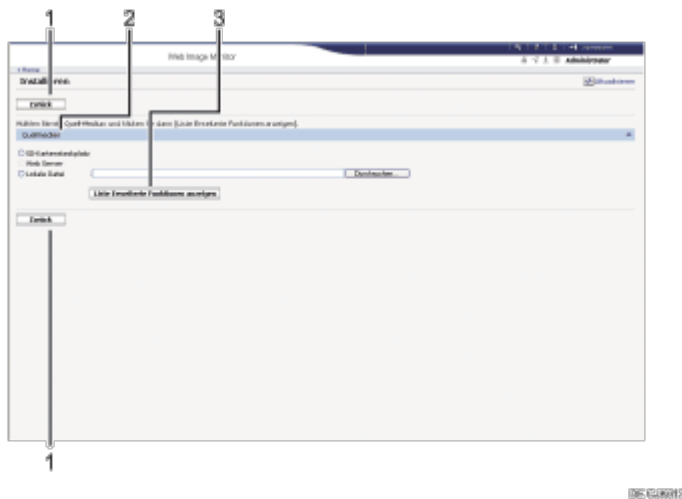 1 2 3
Web Image Monitor
Home
Administrator
Installieren
Aktualisieren
Zurück
Wählen Sie ein Quell-Medium und klicken Sie dann [Liste Erweiterte Funktionen anzeigen].
Quellmedien
SD-Kartensteckplatz
Web Server
Lokale Datei
Durchsuchen...
Liste Erweiterte Funktionen anzeigen
Zurück
1